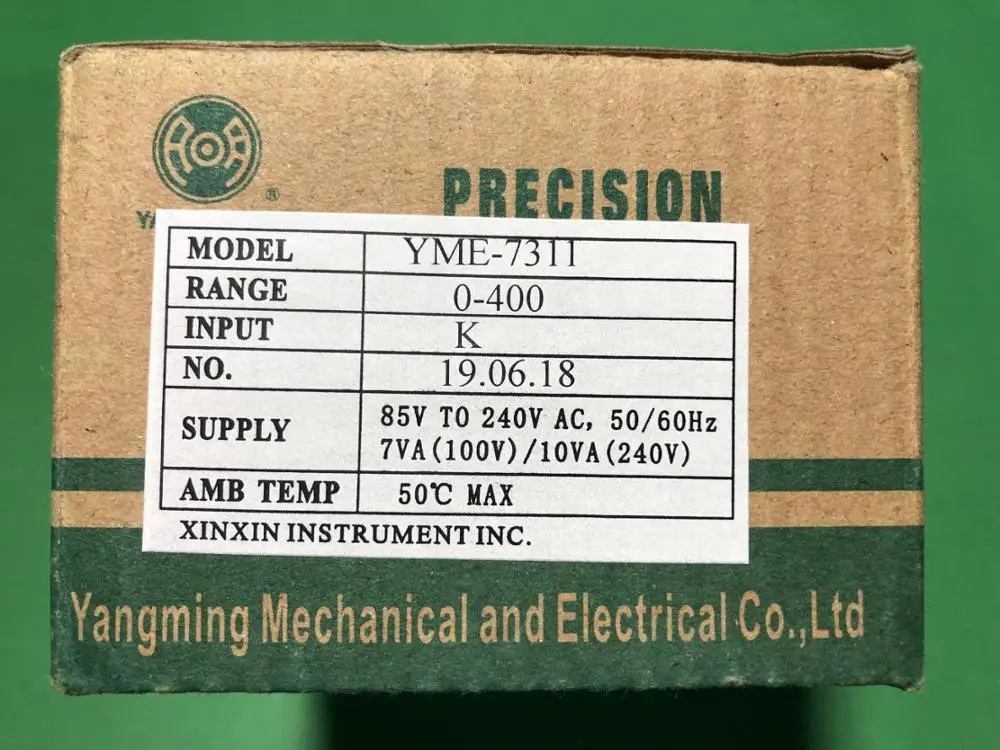 ®
PRECISION
MODEL YME-7311
RANGE 0-400
INPUT K
NO. 19.06.18
SUPPLY 85V TO 240V AC, 50/60Hz
7VA(100V)/10VA(240V)
AMB TEMP 50℃ MAX
XINXIN INSTRUMENT INC.
Yangming Mechanical and Electrical Co.,Ltd